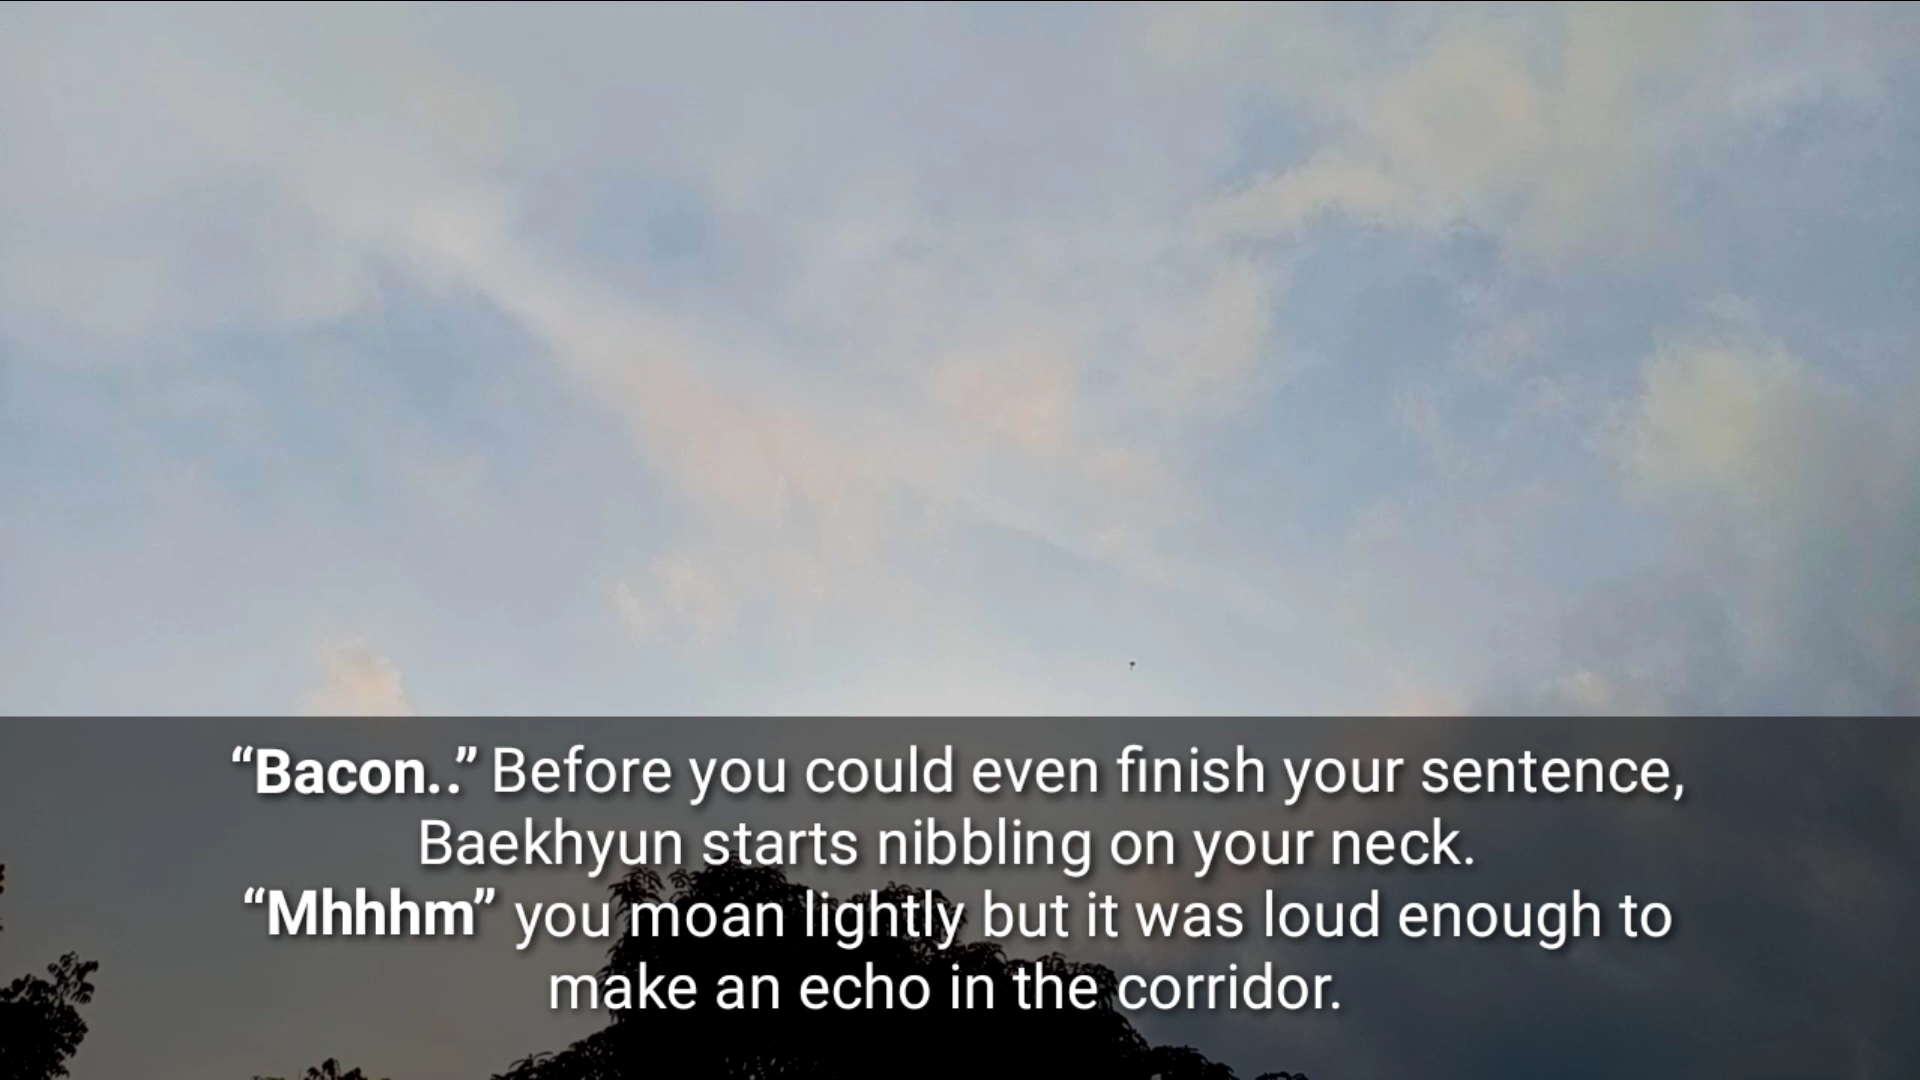 “Bacon..” Before you could even finish your sentence,
Baekhyun starts nibbling on your neck.
“Mhhhm” you moan lightly but it was loud enough to
make an echo in the corridor.